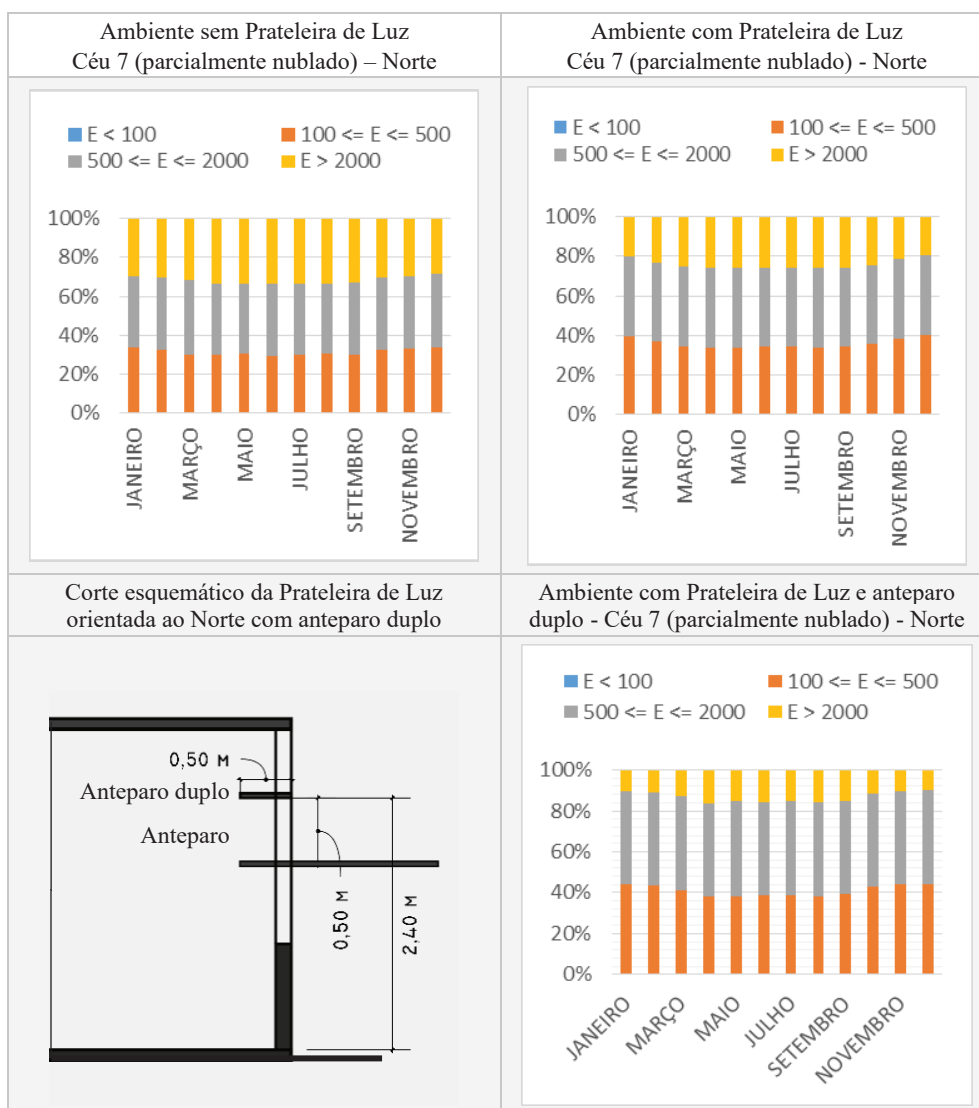 Ambiente sem Prateleira de Luz
Céu 7 (parcialmente nublado) – Norte
E < 100
100 <= E <= 500
500 <= E <= 2000
E > 2000
100%
80%
60%
40%
20%
0%
JANEIRO
MARÇO
MAIO
JULHO
SETEMBRO
NOVEMBRO
Ambiente com Prateleira de Luz
Céu 7 (parcialmente nublado) - Norte
E < 100
100 <= E <= 500
500 <= E <= 2000
E > 2000
100%
80%
60%
40%
20%
0%
JANEIRO
MARÇO
MAIO
JULHO
SETEMBRO
NOVEMBRO
Corte esquemático da Prateleira de Luz
orientada ao Norte com anteparo duplo
0,50 M
Anteparo duplo
Anteparo
0,50 M
2,40 M
Ambiente com Prateleira de Luz e anteparo
duplo - Céu 7 (parcialmente nublado) - Norte
E < 100
100 <= E <= 500
500 <= E <= 2000
E > 2000
100%
80%
60%
40%
20%
0%
JANEIRO
MARÇO
MAIO
JULHO
SETEMBRO
NOVEMBRO